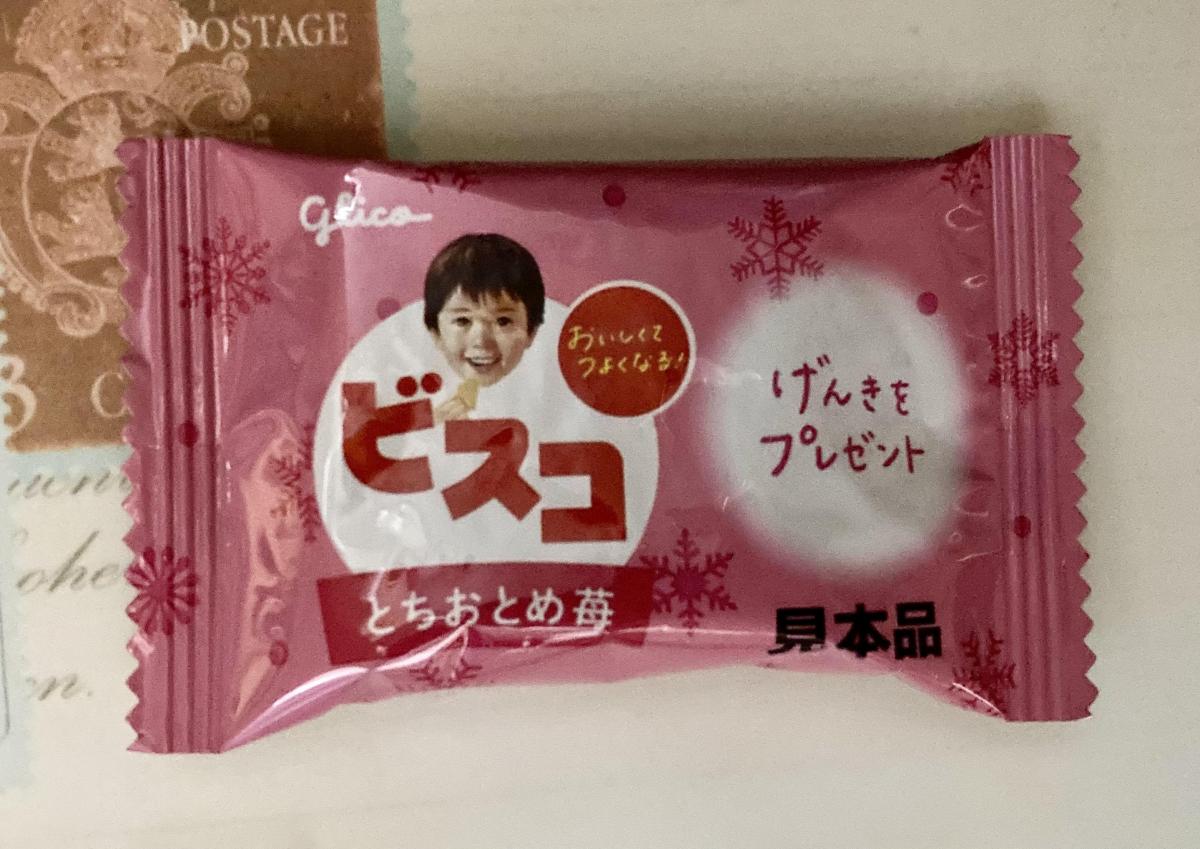 POSTAGE
Glico
おいしくて
つよくなる!
ビスコ
げんきを
プレゼント
とちおとめ苺
見本品